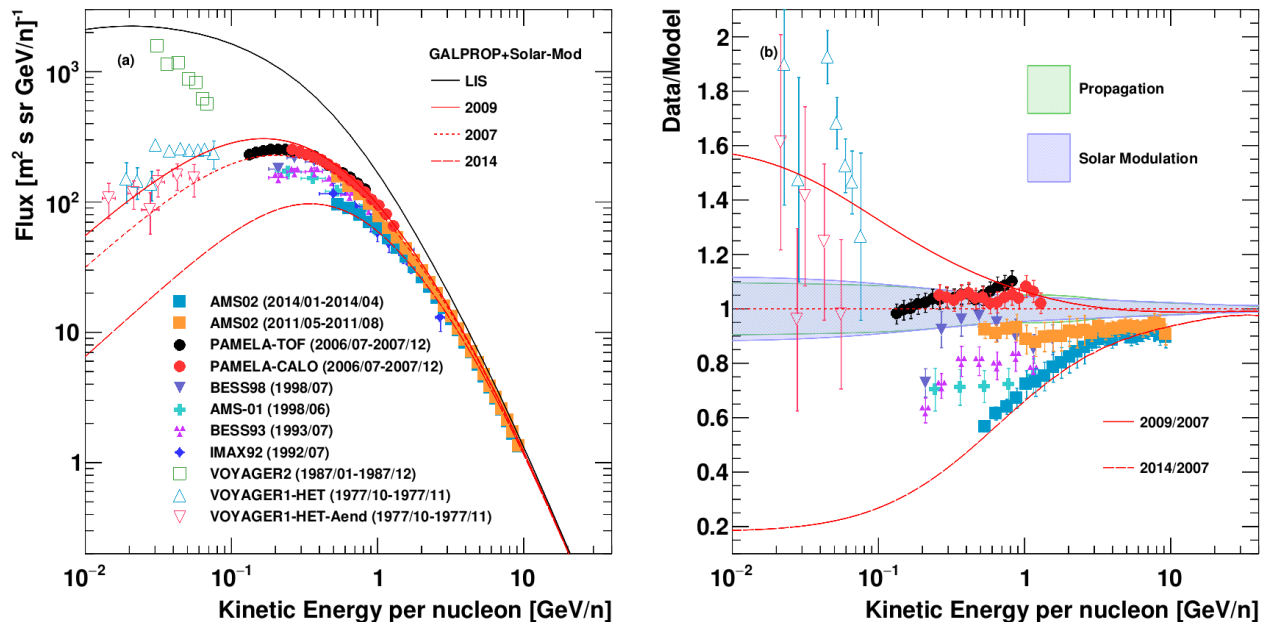 (a)
GALPROP+Solar-Mod
LIS
2009
2007
2014
Flux [m² s sr GeV/n]⁻¹
10³
10²
10
1
AMS02 (2014/01-2014/04)
AMS02 (2011/05-2011/08)
PAMELA-TOF (2006/07-2007/12)
PAMELA-CALO (2006/07-2007/12)
BESS98 (1998/07)
AMS-01 (1998/06)
BESS93 (1993/07)
IMAX92 (1992/07)
VOYAGER2 (1987/01-1987/12)
VOYAGER1-HET (1977/10-1977/11)
VOYAGER1-HET-Aend (1977/10-1977/11)
10⁻² 10⁻¹ 1 10
Kinetic Energy per nucleon [GeV/n]
(b)
Data/Model
2
1.8
1.6
1.4
1.2
1
0.8
0.6
0.4
0.2
Propagation
Solar Modulation
2009/2007
2014/2007
10⁻² 10⁻¹ 1 10
Kinetic Energy per nucleon [GeV/n]